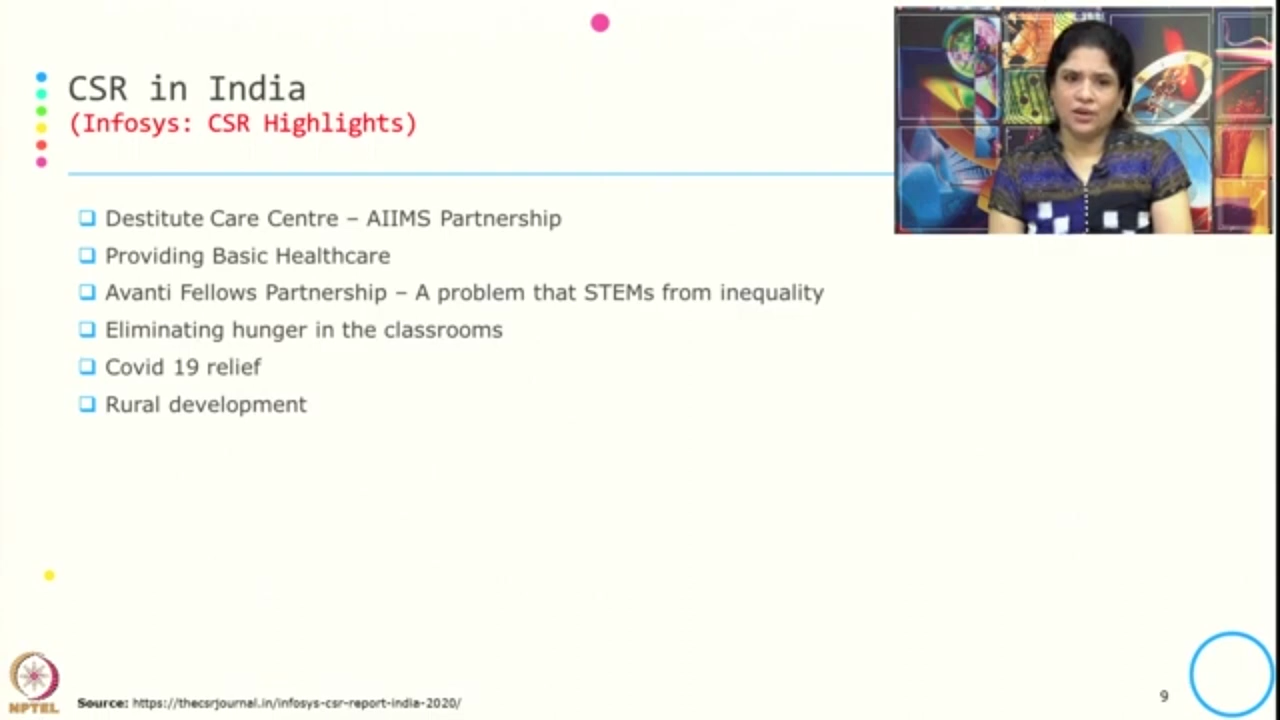 CSR in India
(Infosys: CSR Highlights)
Destitute Care Centre – AIIMS Partnership
Providing Basic Healthcare
Avanti Fellows Partnership – A problem that STEMs from inequality
Eliminating hunger in the classrooms
Covid 19 relief
Rural development
NPTEL
Source: https://thecsrjournal.in/infosys-csr-report-india-2020/
9